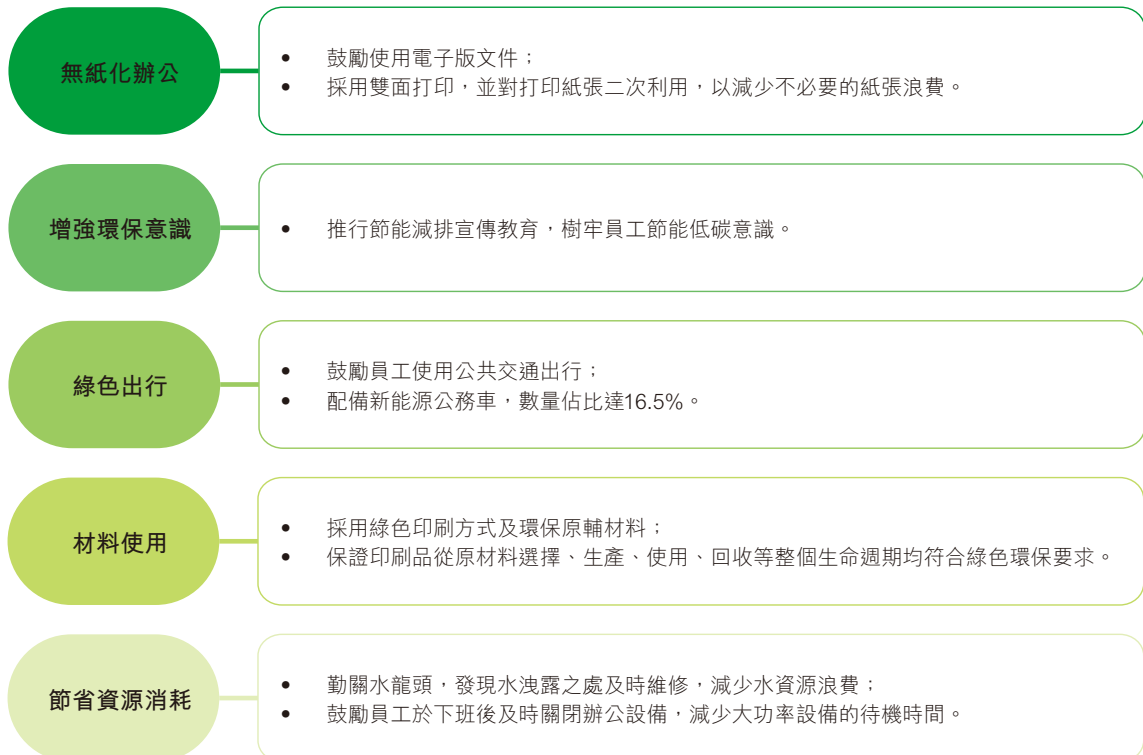 無紙化辦公
• 鼓勵使用電子版文件；
• 採用雙面打印，並對打印紙張二次利用，以減少不必要的紙張浪費。
增強環保意識
• 推行節能減排宣傳教育，樹牢員工節能低碳意識。
綠色出行
• 鼓勵員工使用公共交通出行；
• 配備新能源公務車，數量佔比達16.5%。
材料使用
• 採用綠色印刷方式及環保原輔材料；
• 保證印刷品從原材料選擇、生產、使用、回收等整個生命週期均符合綠色環保要求。
節省資源消耗
• 勤關水龍頭，發現水洩露之處及時維修，減少水資源浪費；
• 鼓勵員工於下班後及時關閉辦公設備，減少大功率設備的待機時間。